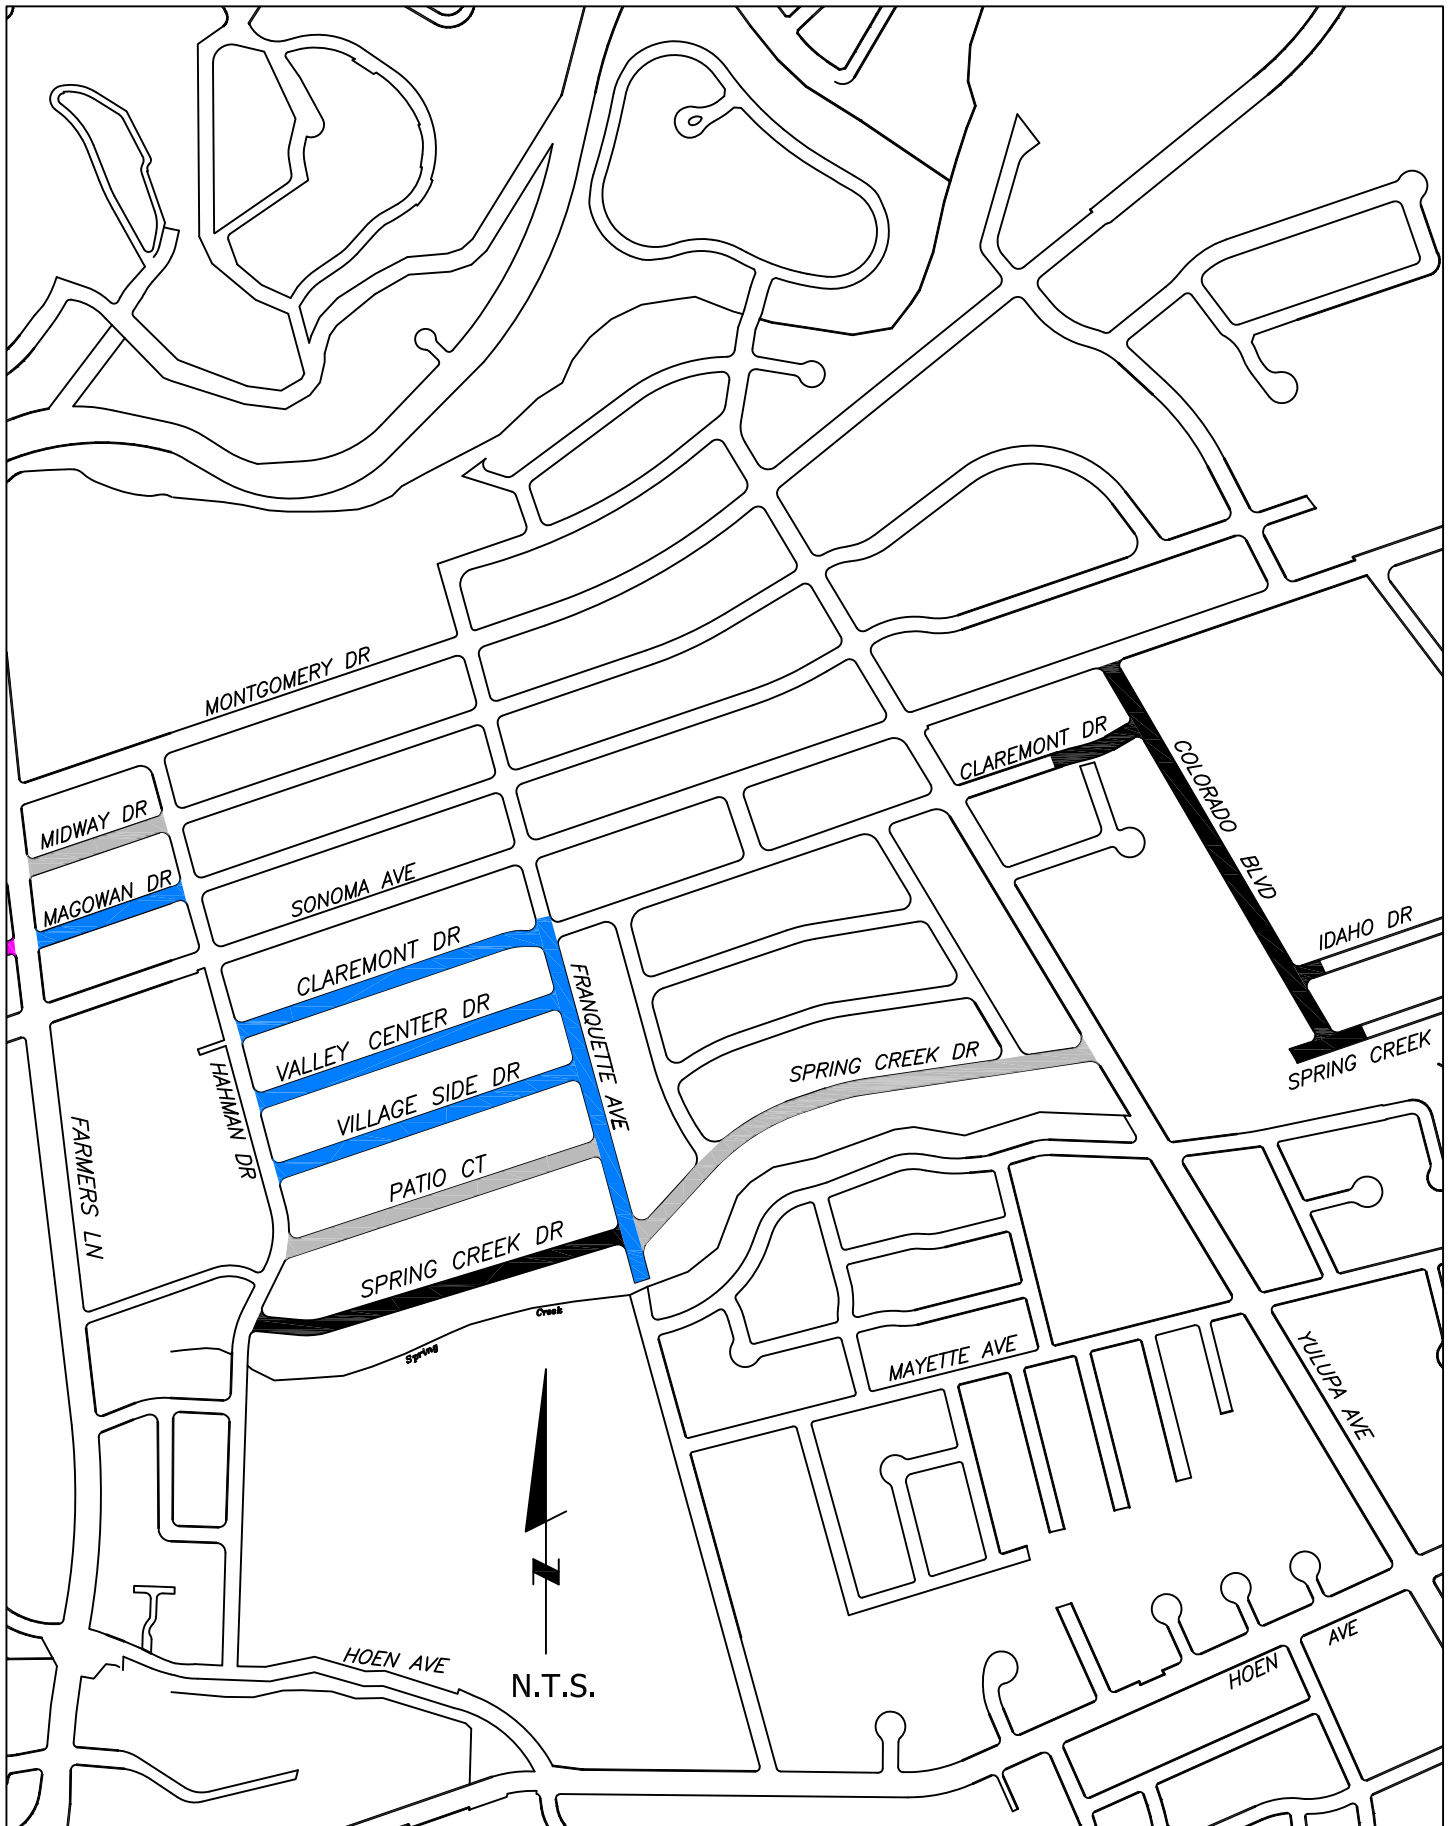 MONTGOMERY DR
CLAREMONT DR
COLORADO BLVD
MIDWAY DR
MAGOWAN DR
SONOMA AVE
IDAHO DR
CLAREMONT DR
FRANQUETTE AVE
VALLEY CENTER DR
SPRING CREEK DR
SPRING CREEK
VILLAGE SIDE DR
HAHMAN DR
FARMERS LN
PATIO CT
SPRING CREEK DR
Spring Creek
MAYETTE AVE
YULUPA AVE
HOEN AVE
N.T.S.
HOEN AVE